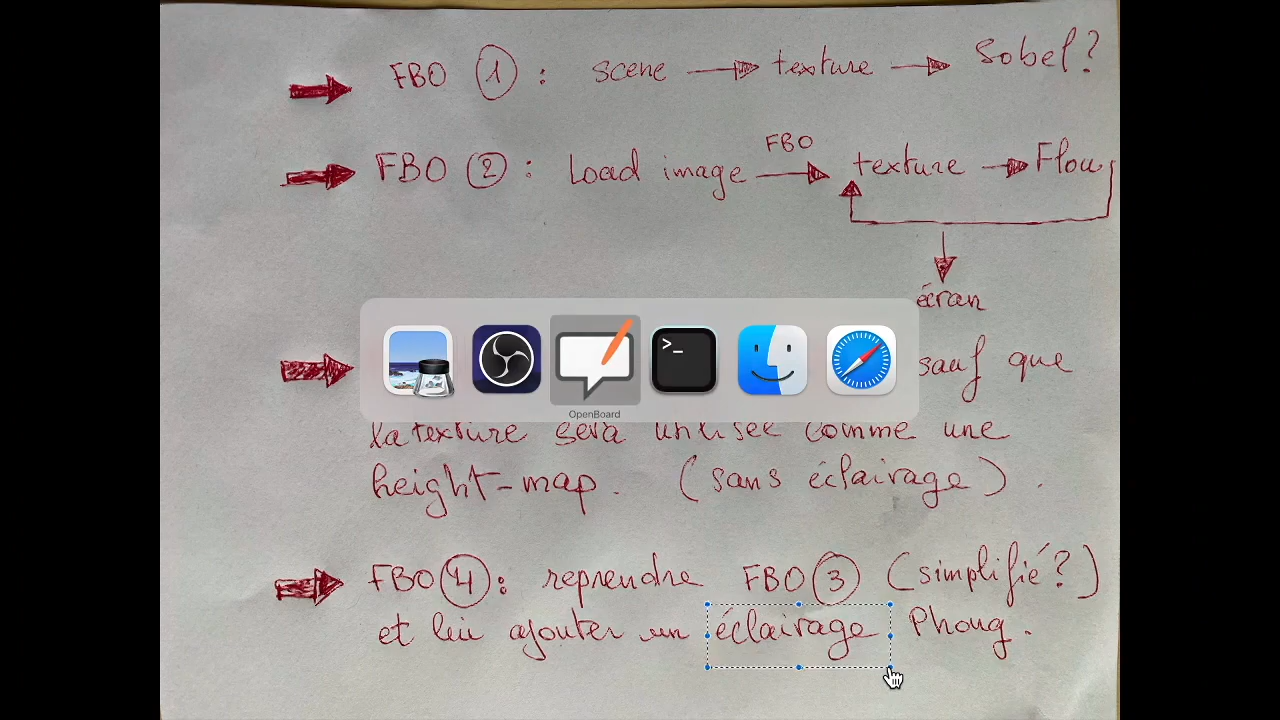 FBO 1 : scene → texture → Sobel?
FBO
FBO 2 : Load image → texture → Flou
écran
sauf que
OpenBoard
la texture sera utilisée comme une
height-map. (sans éclairage).
FBO 4 : reprendre FBO 3 (simplifié?)
et lui ajouter un éclairage Phong.